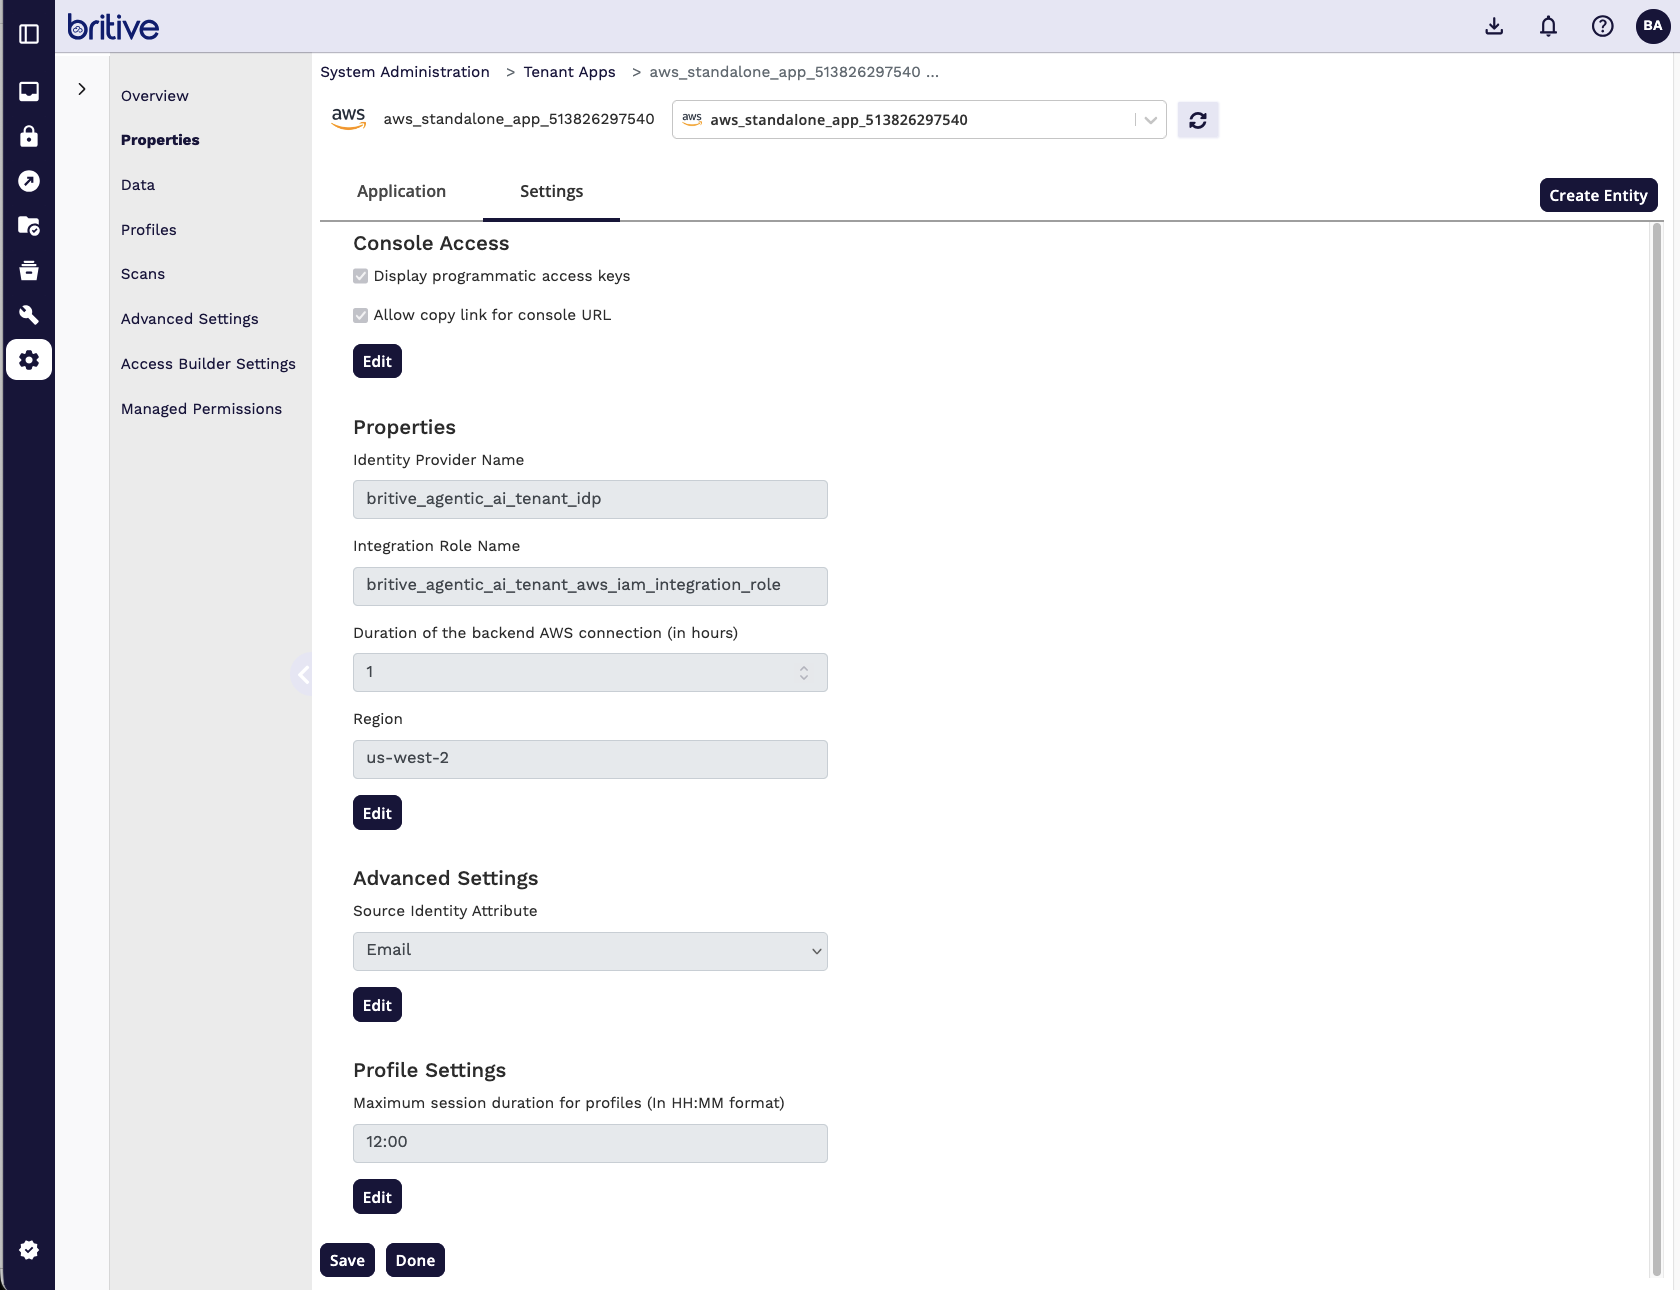 britive
BA
System Administration > Tenant Apps > aws_standalone_app_513826297540 ...
aws aws_standalone_app_513826297540
aws aws_standalone_app_513826297540
Overview
Properties
Data
Profiles
Scans
Advanced Settings
Access Builder Settings
Managed Permissions
Application
Settings
Create Entity
Console Access
Display programmatic access keys
Allow copy link for console URL
Edit
Properties
Identity Provider Name
britive_agentic_ai_tenant_idp
Integration Role Name
britive_agentic_ai_tenant_aws_iam_integration_role
Duration of the backend AWS connection (in hours)
1
Region
us-west-2
Edit
Advanced Settings
Source Identity Attribute
Email
Edit
Profile Settings
Maximum session duration for profiles (In HH:MM format)
12:00
Edit
Save
Done